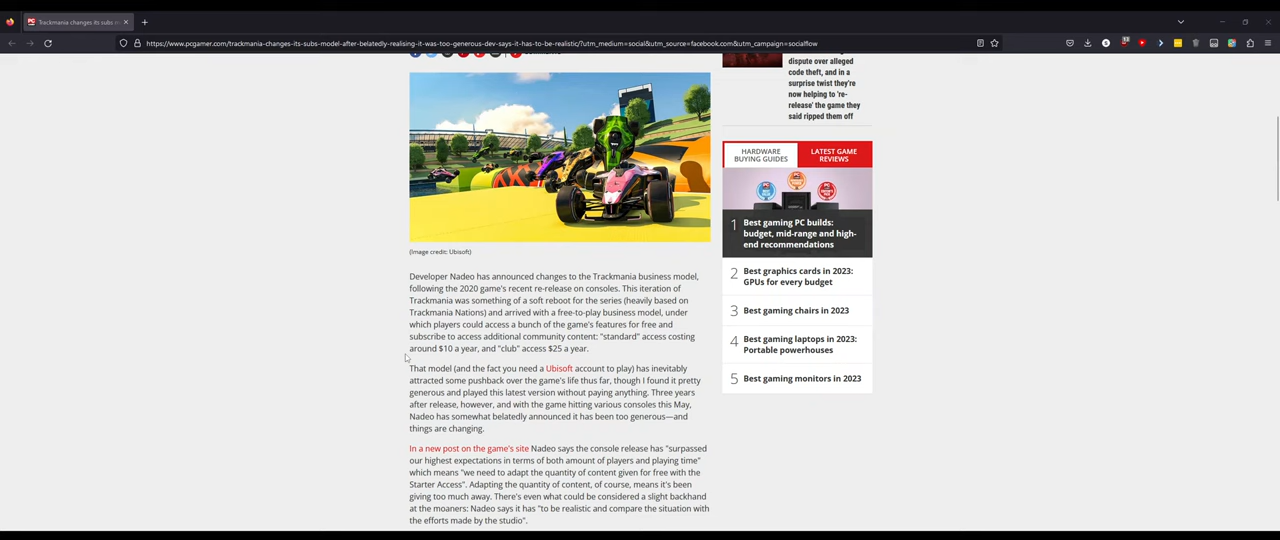 Trackmania changes its subs m
https://www.pcgamer.com/trackmania-changes-its-subs-model-after-belatedly-realising-it-was-too-generous-dev-says-it-has-to-be-realistic/?utm_medium=social&utm_source=facebook.com&utm_campaign=socialflow
dispute over alleged
code theft, and in a
surprise twist they're
now helping to 're-
release' the game they
said ripped them off
HARDWARE
BUYING GUIDES
LATEST GAME
REVIEWS
1 Best gaming PC builds:
budget, mid-range and high-
end recommendations
2 Best graphics cards in 2023:
GPUs for every budget
3 Best gaming chairs in 2023
4 Best gaming laptops in 2023:
Portable powerhouses
5 Best gaming monitors in 2023
(Image credit: Ubisoft)
Developer Nadeo has announced changes to the Trackmania business model,
following the 2020 game's recent re-release on consoles. This iteration of
Trackmania was something of a soft reboot for the series (heavily based on
Trackmania Nations) and arrived with a free-to-play business model, under
which players could access a bunch of the game's features for free and
subscribe to access additional community content: "standard" access costing
around $10 a year, and "club" access $25 a year.
That model (and the fact you need a Ubisoft account to play) has inevitably
attracted some pushback over the game's life thus far, though I found it pretty
generous and played this latest version without paying anything. Three years
after release, however, and with the game hitting various consoles this May,
Nadeo has somewhat belatedly announced it has been too generous—and
things are changing.
In a new post on the game's site Nadeo says the console release has "surpassed
our highest expectations in terms of both amount of players and playing time"
which means "we need to adapt the quantity of content given for free with the
Starter Access". Adapting the quantity of content, of course, means it's been
giving too much away. There's even what could be considered a slight backhand
at the moaners: Nadeo says it has "to be realistic and compare the situation with
the efforts made by the studio".